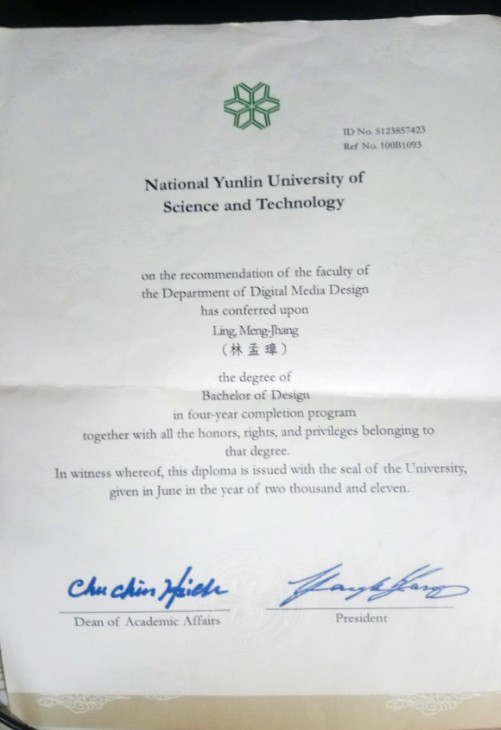 ID No. S123857423
Ref No. 100B1093
National Yunlin University of
Science and Technology
on the recommendation of the faculty of
the Department of Digital Media Design
has conferred upon
Ling, Meng-Jhang
(林孟璋)
the degree of
Bachelor of Design
in four-year completion program
together with all the honors, rights, and privileges belonging to
that degree.
In witness whereof, this diploma is issued with the seal of the University,
given in June in the year of two thousand and eleven.
Chu chin Hsieh
Dean of Academic Affairs
President